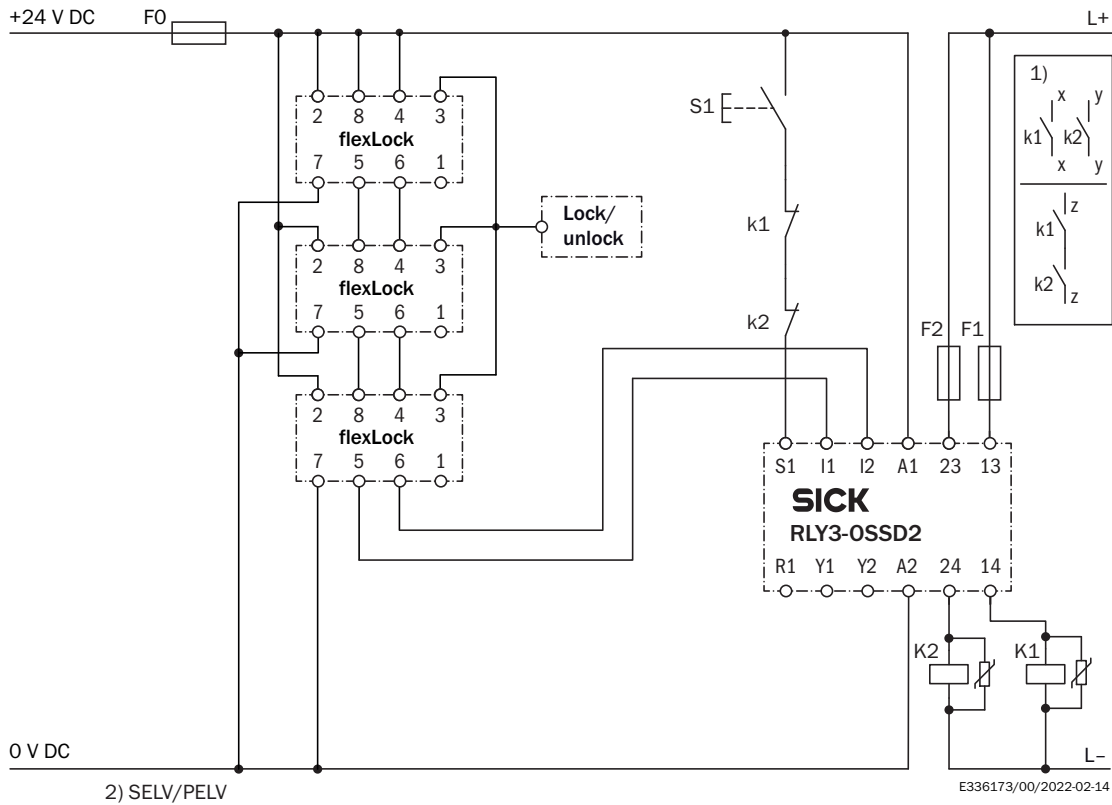 +24 V DC F0 L+
1)
x y
k1 k2
x y
z
k1
k2
z
S1
k1
k2
2 8 4 3
flexLock
7 5 6 1
Lock/
unlock
2 8 4 3
flexLock
7 5 6 1
2 8 4 3
flexLock
7 5 6 1
F2 F1
S1 I1 I2 A1 23 13
SICK
RLY3-OSSD2
R1 Y1 Y2 A2 24 14
K2 K1
0 V DC L–
2) SELV/PELV
E336173/00/2022-02-14